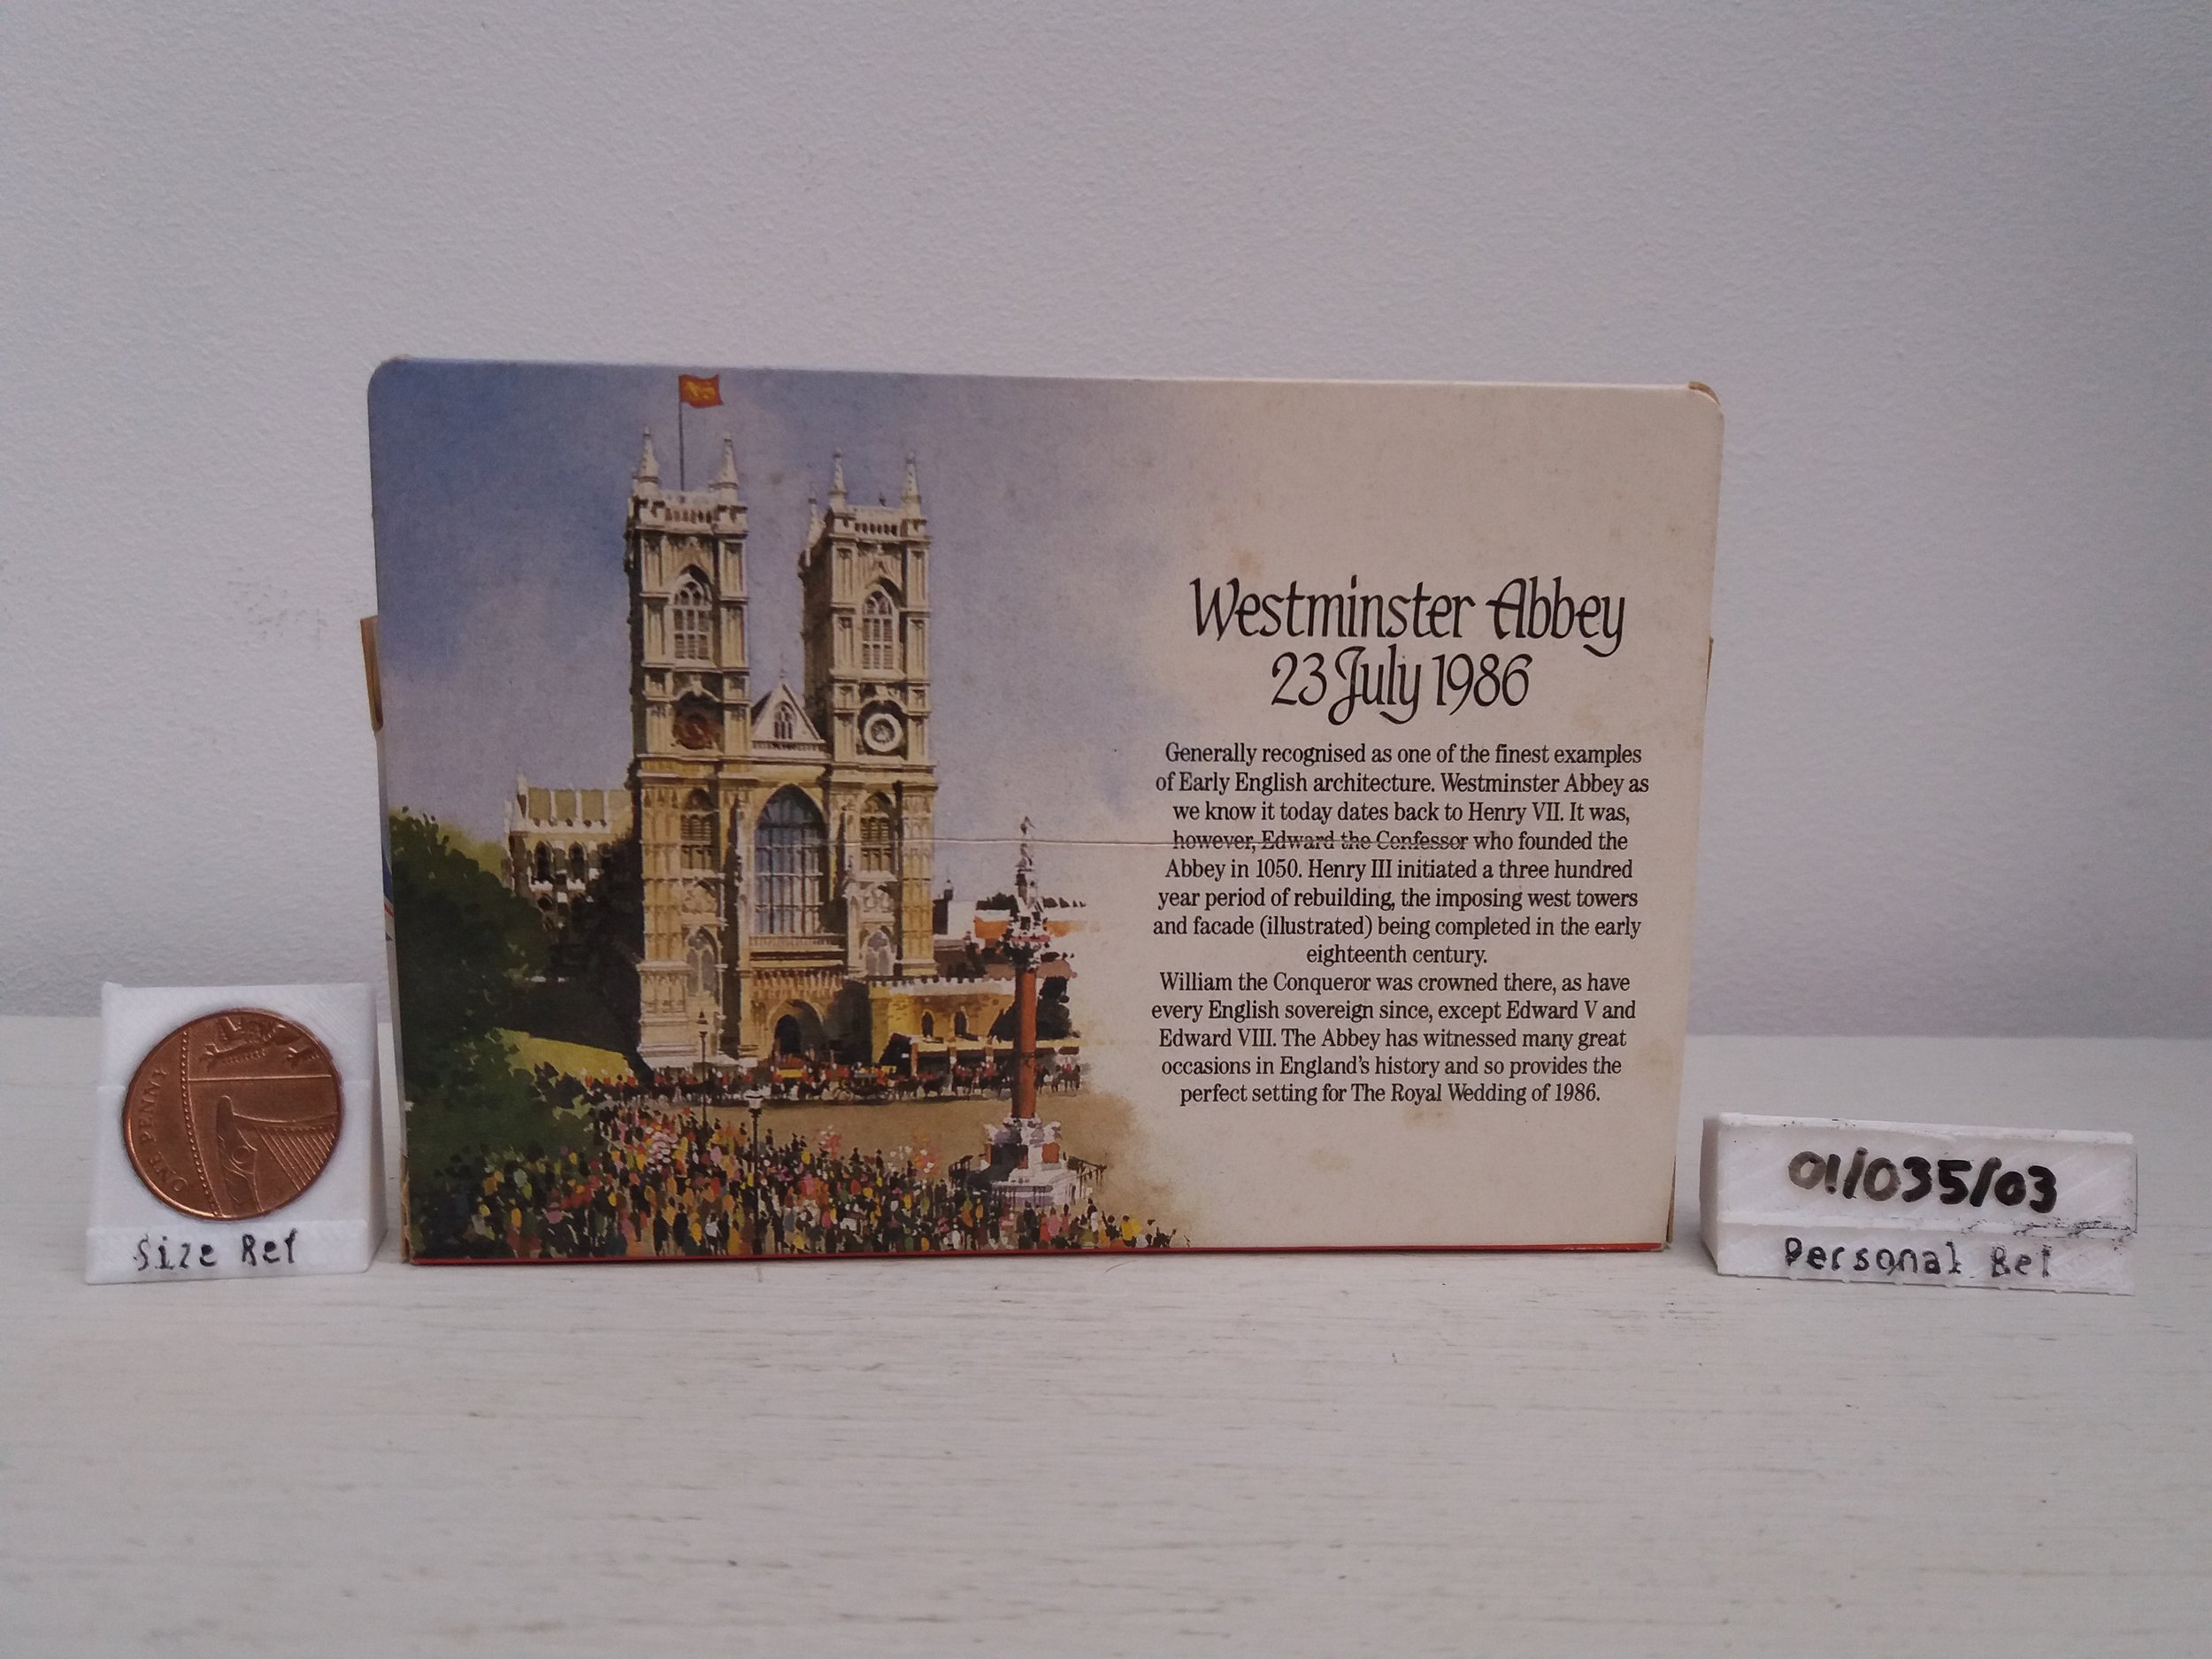 Westminster Abbey
23 July 1986
Generally recognised as one of the finest examples
of Early English architecture. Westminster Abbey as
we know it today dates back to Henry VII. It was,
however, Edward the Confessor who founded the
Abbey in 1050. Henry III initiated a three hundred
year period of rebuilding, the imposing west towers
and facade (illustrated) being completed in the early
eighteenth century.
William the Conqueror was crowned there, as have
every English sovereign since, except Edward V and
Edward VIII. The Abbey has witnessed many great
occasions in England's history and so provides the
perfect setting for The Royal Wedding of 1986.
ONE PENNY
Size Ref
01/035/03
Personal Ref